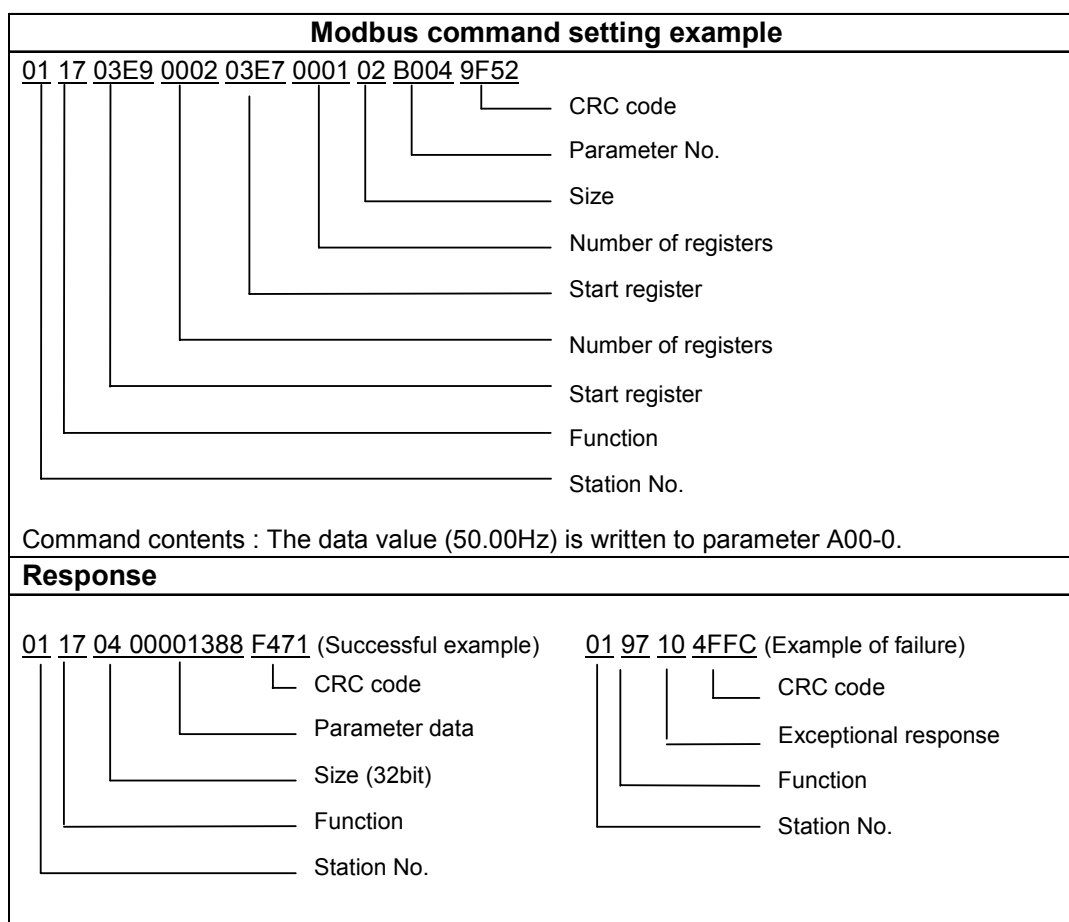 Modbus command setting example
01 17 03E9 0002 03E7 0001 02 B004 9F52
CRC code
Parameter No.
Size
Number of registers
Start register
Number of registers
Start register
Function
Station No.
Command contents : The data value (50.00Hz) is written to parameter A00-0.
Response
01 17 04 00001388 F471 (Successful example)
CRC code
Parameter data
Size (32bit)
Function
Station No.
01 97 10 4FFC (Example of failure)
CRC code
Exceptional response
Function
Station No.